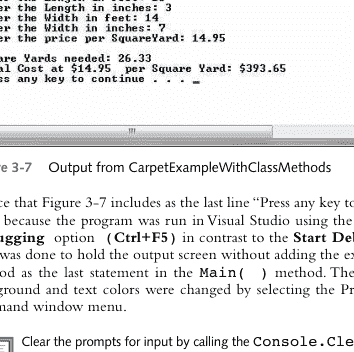 er the Length in inches: 3
er the Width in feet: 14
er the Width in inches: 7
er the price per SquareYard: 14.95
are Yards needed: 26.33
al Cost at $14.95 per Square Yard: $393.65
ss any key to continue . . . _
e 3-7 Output from CarpetExampleWithClassMethods
ce that Figure 3-7 includes as the last line “Press any key to
because the program was run in Visual Studio using the
ugging option (Ctrl+F5) in contrast to the Start De
was done to hold the output screen without adding the ex
od as the last statement in the Main( ) method. The
ground and text colors were changed by selecting the Pr
mand window menu.
Clear the prompts for input by calling the Console.Cle